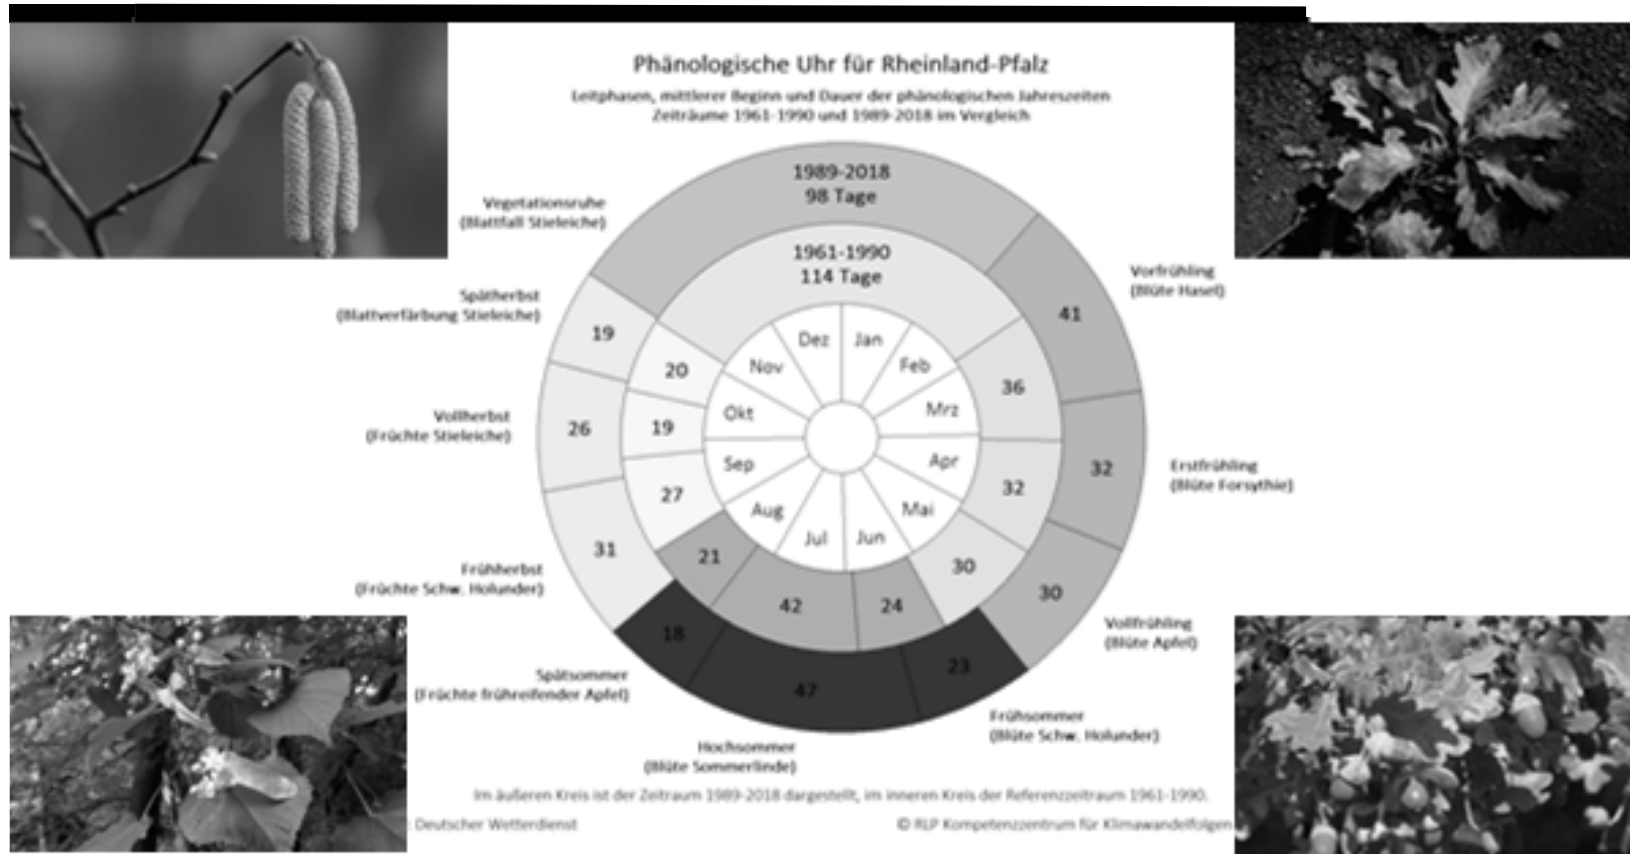 Phänologische Uhr für Rheinland-Pfalz
Leitphasen, mittlerer Beginn und Dauer der phänologischen Jahreszeiten
Zeiträume 1961-1990 und 1989-2018 im Vergleich
1989-2018
98 Tage
1961-1990
114 Tage
Vegetationsruhe
(Blattfall Stieleiche)
Vorfrühling
(Blüte Hasel)
41
36
Erstfrühling
(Blüte Forsythie)
32
32
Vollfrühling
(Blüte Apfel)
30
30
Frühsommer
(Blüte Schw. Holunder)
23
24
Hochsommer
(Blüte Sommerlinde)
47
42
Spätsommer
(Früchte frühreifender Apfel)
18
21
Frühherbst
(Früchte Schw. Holunder)
31
27
Vollherbst
(Früchte Stieleiche)
26
19
Spätherbst
(Blattverfärbung Stieleiche)
19
20
Jan
Feb
Mrz
Apr
Mai
Jun
Jul
Aug
Sep
Okt
Nov
Dez
Im äußeren Kreis ist der Zeitraum 1989-2018 dargestellt, im inneren Kreis der Referenzzeitraum 1961-1990.
: Deutscher Wetterdienst
© RLP Kompetenzzentrum für Klimawandelfolgen